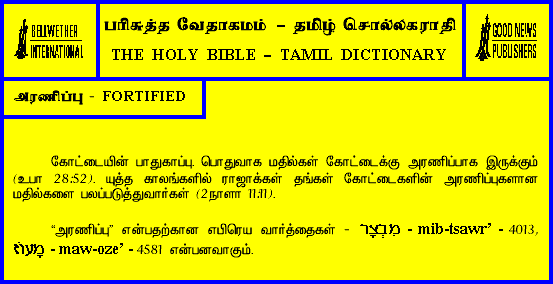 BELLWETHER
INTERNATIONAL
பரிசுத்த வேதாகமம் - தமிழ் சொல்லகராதி
THE HOLY BIBLE - TAMIL DICTIONARY
GOOD NEWS
PUBLISHERS
அரணிப்பு - FORTIFIED
கோட்டையின் பாதுகாப்பு. பொதுவாக மதில்கள் கோட்டைக்கு அரணிப்பாக இருக்கும்
(உபா 28:52). யுத்த காலங்களில் ராஜாக்கள் தங்கள் கோட்டைகளின் அரணிப்புகளான
மதில்களை பலப்படுத்துவார்கள் (2நாளா 11:11).
“அரணிப்பு” என்பதற்கான எபிரெய வார்த்தைகள் - מִבְצָר - mib-tsawr’ - 4013,
מָעוֹז - maw-oze’ - 4581 என்பனவாகும்.